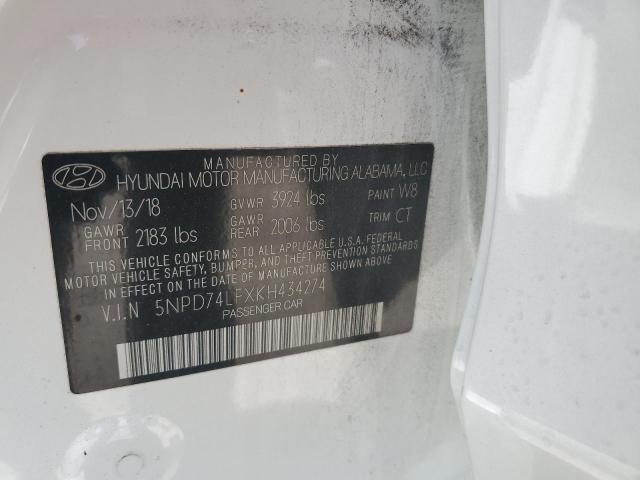 MANUFACTURED BY
HYUNDAI MOTOR MANUFACTURING ALABAMA, LLC
Nov/13/18 GVWR 3924 lbs PAINT W8
GAWR FRONT 2183 lbs GAWR REAR 2006 lbs TRIM CT
THIS VEHICLE CONFORMS TO ALL APPLICABLE U.S.A. FEDERAL
MOTOR VEHICLE SAFETY, BUMPER, AND THEFT PREVENTION STANDARDS
IN EFFECT ON THE DATE OF MANUFACTURE SHOWN ABOVE.
V.I.N 5NPD74LFXKH434274
PASSENGER CAR